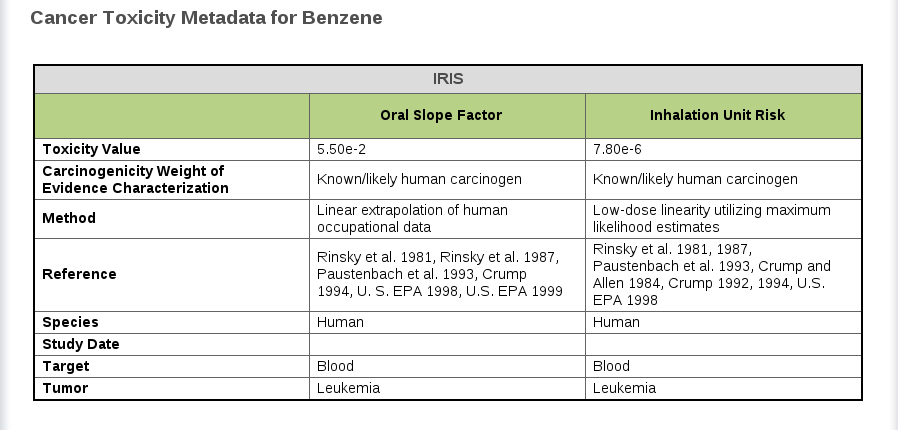 Cancer Toxicity Metadata for Benzene
IRIS
Oral Slope Factor Inhalation Unit Risk
Toxicity Value 5.50e-2 7.80e-6
Carcinogenicity Weight of
Evidence Characterization Known/likely human carcinogen Known/likely human carcinogen
Method Linear extrapolation of human
occupational data Low-dose linearity utilizing maximum
likelihood estimates
Reference Rinsky et al. 1981, Rinsky et al. 1987,
Paustenbach et al. 1993, Crump
1994, U. S. EPA 1998, U.S. EPA 1999 Rinsky et al. 1981, 1987,
Paustenbach et al. 1993, Crump and
Allen 1984, Crump 1992, 1994, U.S.
EPA 1998
Species Human Human
Study Date
Target Blood Blood
Tumor Leukemia Leukemia